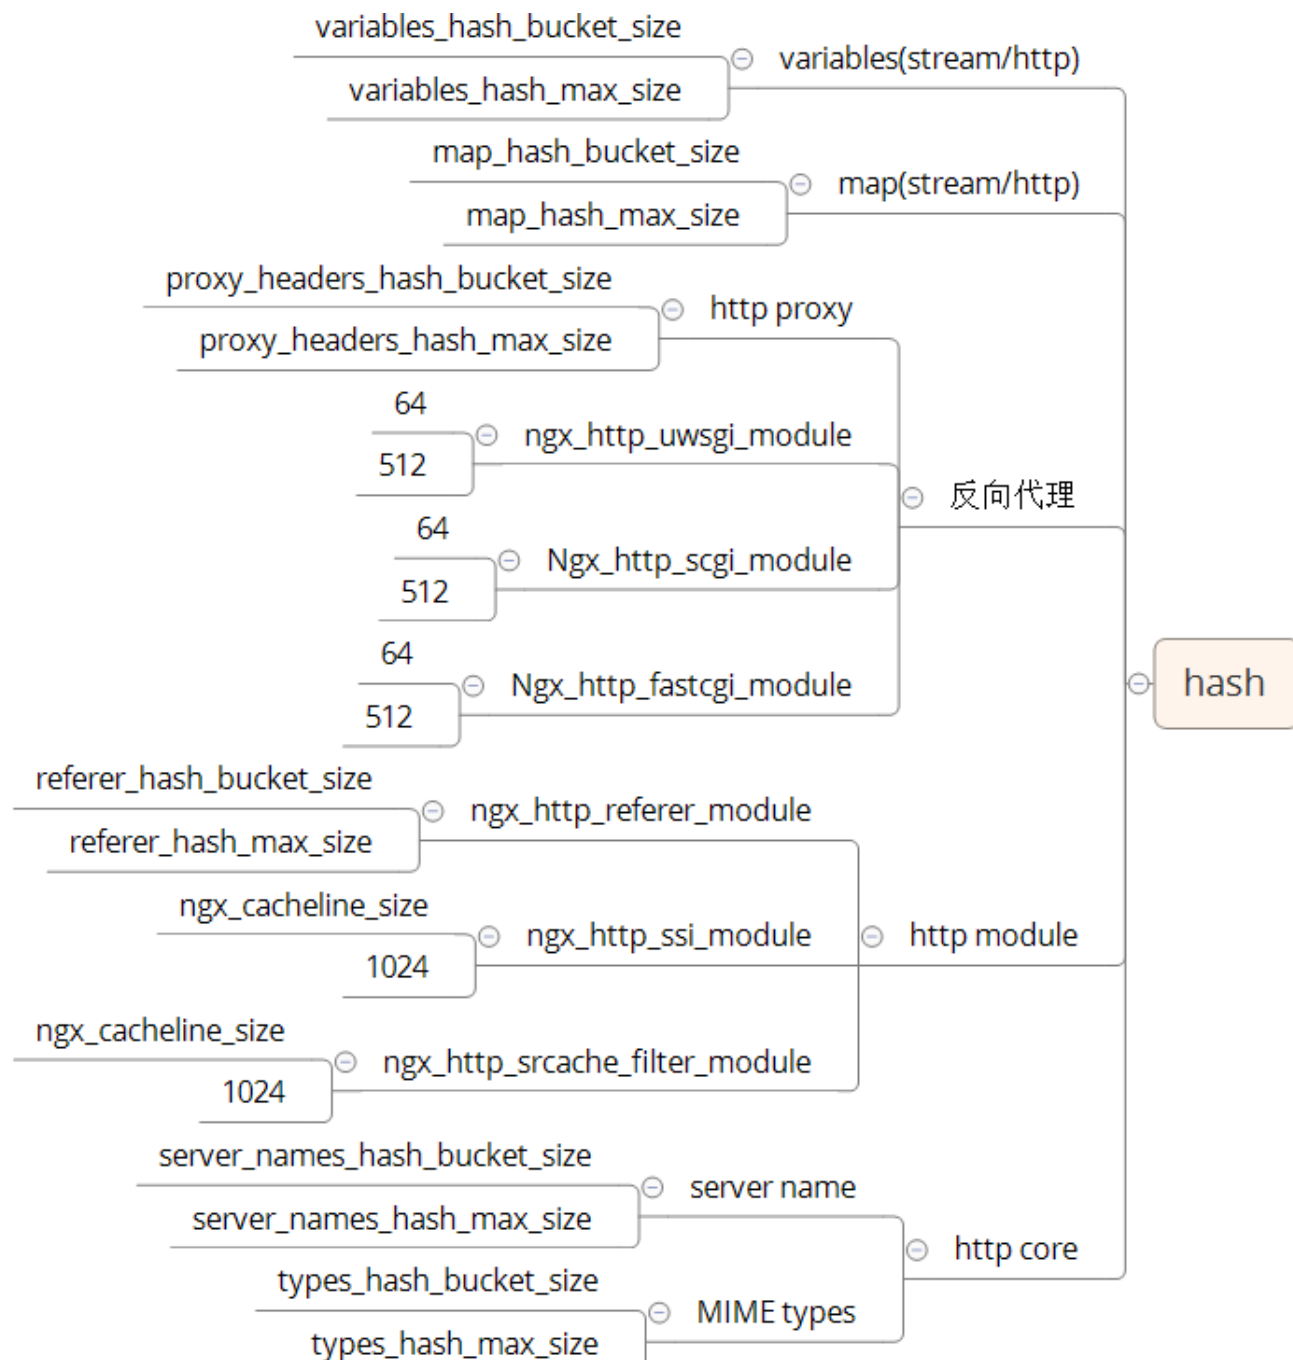 variables_hash_bucket_size
variables(stream/http)
variables_hash_max_size
map_hash_bucket_size
map(stream/http)
map_hash_max_size
proxy_headers_hash_bucket_size
http proxy
proxy_headers_hash_max_size
64
ngx_http_uwsgi_module
512
反向代理
64
Ngx_http_scgi_module
512
64
Ngx_http_fastcgi_module
512
hash
referer_hash_bucket_size
ngx_http_referer_module
referer_hash_max_size
ngx_cacheline_size
ngx_http_ssi_module
http module
1024
ngx_cacheline_size
ngx_http_srcache_filter_module
1024
server_names_hash_bucket_size
server name
server_names_hash_max_size
http core
types_hash_bucket_size
MIME types
types_hash_max_size